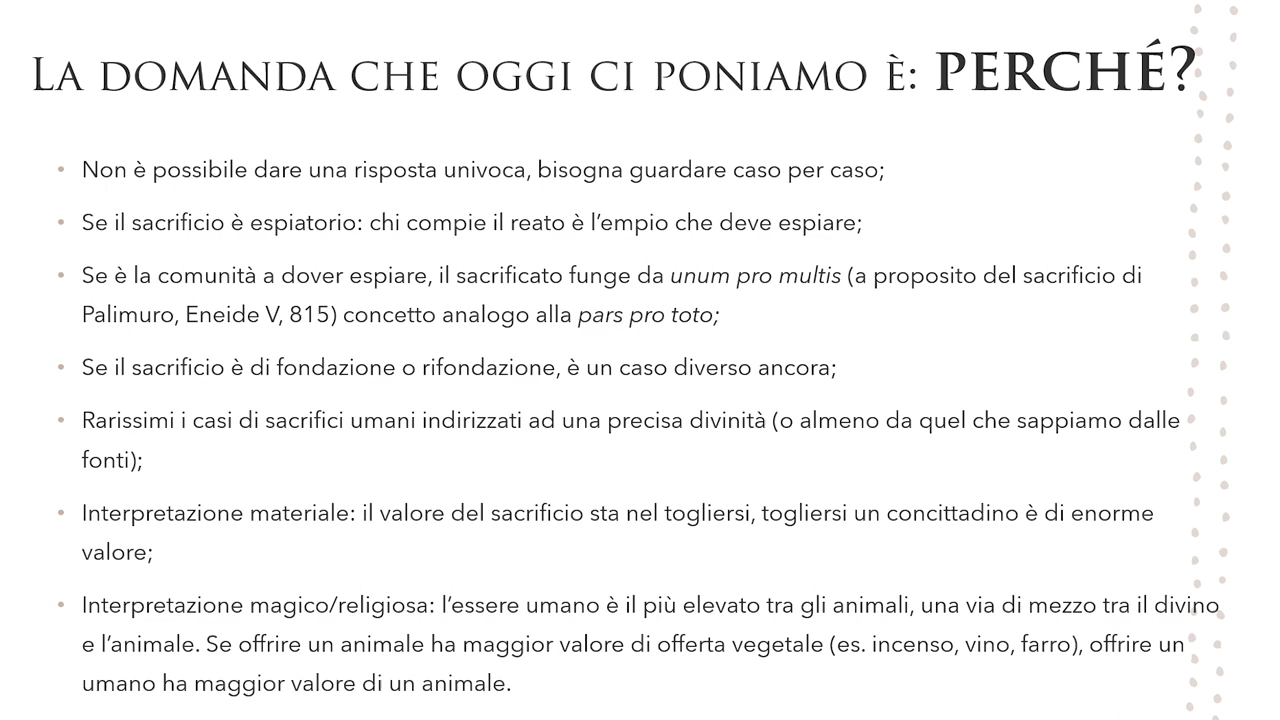 LA DOMANDA CHE OGGI CI PONIAMO È: PERCHÉ?
• Non è possibile dare una risposta univoca, bisogna guardare caso per caso;
• Se il sacrificio è espiatorio: chi compie il reato è l’empio che deve espiare;
• Se è la comunità a dover espiare, il sacrificato funge da unum pro multis (a proposito del sacrificio di
Palimuro, Eneide V, 815) concetto analogo alla pars pro toto;
• Se il sacrificio è di fondazione o rifondazione, è un caso diverso ancora;
• Rarissimi i casi di sacrifici umani indirizzati ad una precisa divinità (o almeno da quel che sappiamo dalle
fonti);
• Interpretazione materiale: il valore del sacrificio sta nel togliersi, togliersi un concittadino è di enorme
valore;
• Interpretazione magico/religiosa: l’essere umano è il più elevato tra gli animali, una via di mezzo tra il divino
e l’animale. Se offrire un animale ha maggior valore di offerta vegetale (es. incenso, vino, farro), offrire un
umano ha maggior valore di un animale.